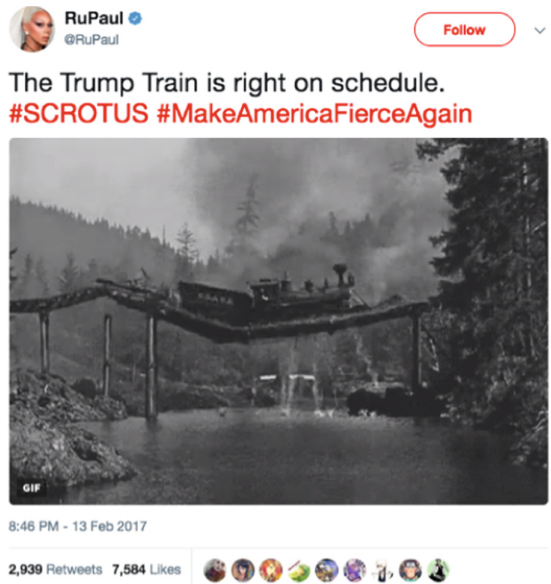 RuPaul
@RuPaul
Follow
The Trump Train is right on schedule.
#SCROTUS #MakeAmericaFierceAgain
GIF
8:46 PM - 13 Feb 2017
2,939 Retweets 7,584 Likes